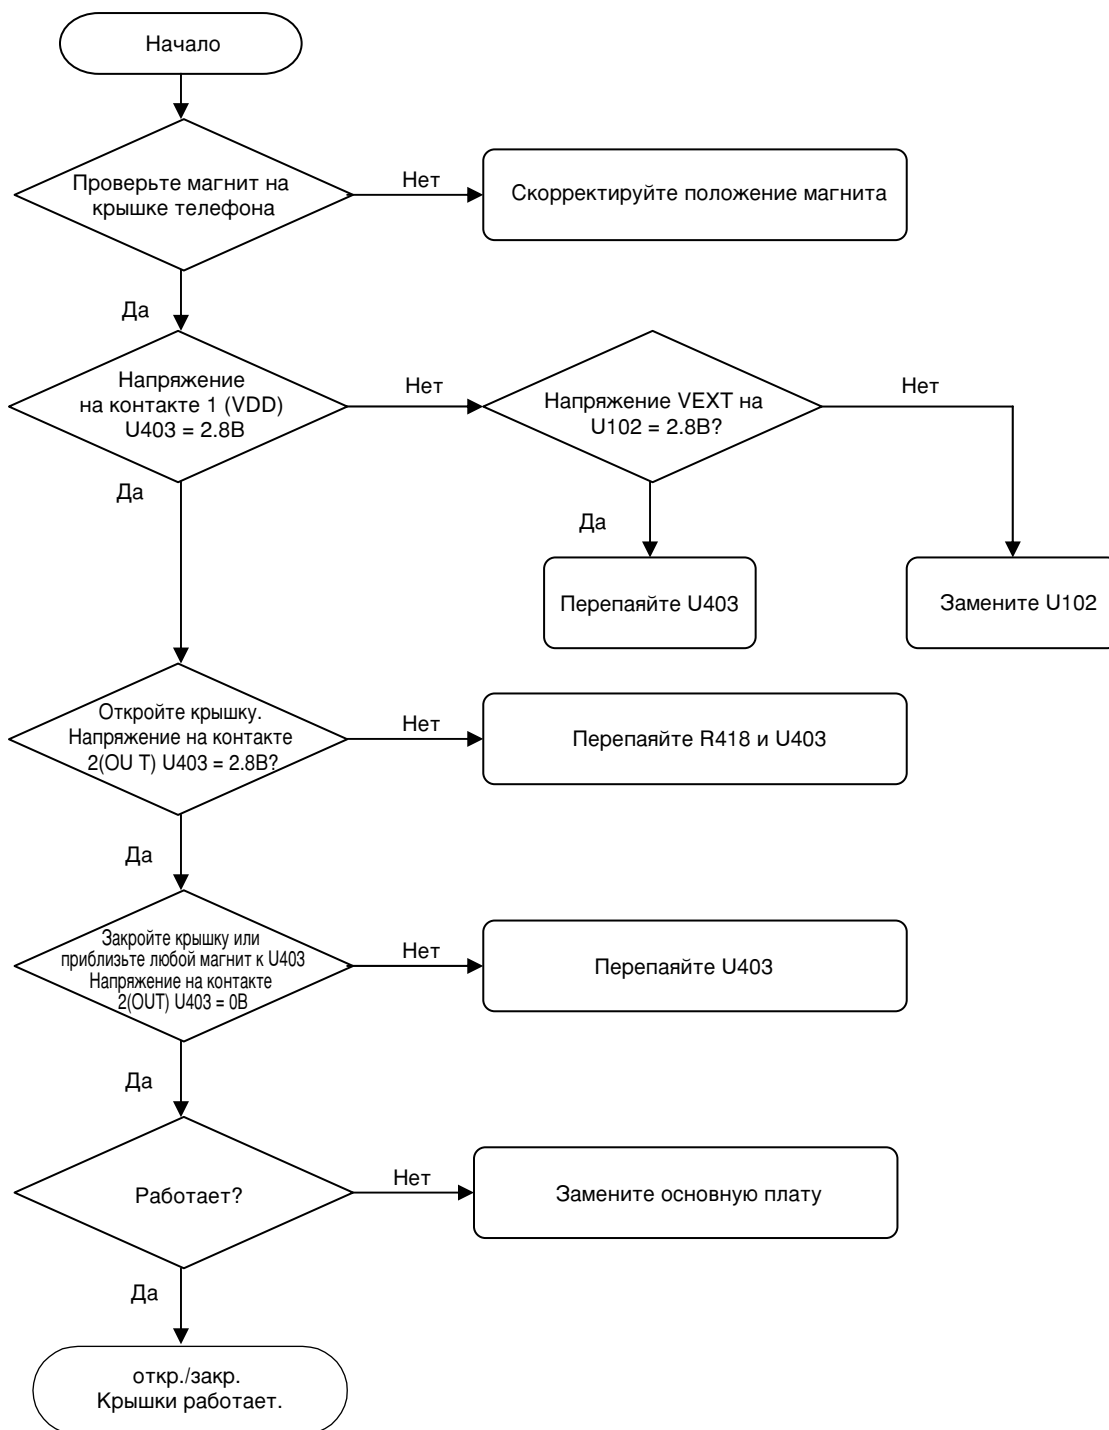 Начало
Проверьте магнит на
крышке телефона
Нет
Скорректируйте положение магнита
Да
Напряжение
на контакте 1 (VDD)
U403 = 2.8В
Нет
Напряжение VEXT на
U102 = 2.8В?
Нет
Да
Да
Перепаяйте U403
Замените U102
Откройте крышку.
Напряжение на контакте
2(OU T) U403 = 2.8В?
Нет
Перепаяйте R418 и U403
Да
Закройте крышку или
приблизьте любой магнит к U403
Напряжение на контакте
2(OUT) U403 = 0В
Нет
Перепаяйте U403
Да
Работает?
Нет
Замените основную плату
Да
откр./закр.
Крышки работает.